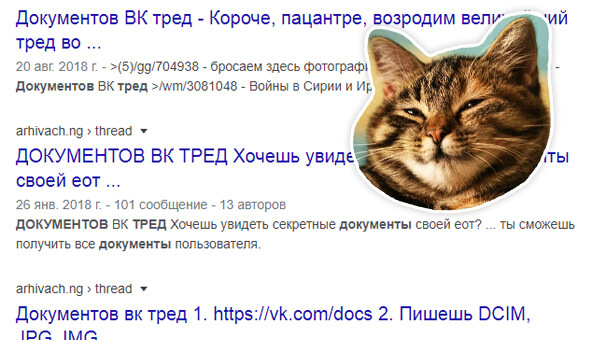 Документов ВК тред - Короче, пацантре, возродим
тред во ...
20 авг. 2018 г. - >(5)/gg/704938 - бросаем здесь -
Документов ВК тред >/wm/3081048 - Войны в Сирии и
arhivach.ng › thread
ДОКУМЕНТОВ ВК ТРЕД Хочешь
своей еот ...
26 янв. 2018 г. - 101 сообщение - 13 авторов
ДОКУМЕНТОВ ВК ТРЕД Хочешь увидеть секретные документы своей еот? ... ты сможешь
получить все документы пользователя.
arhivach.ng › thread
Документов вк тред 1. https://vk.com/docs 2. Пишешь DCIM,
JPG, IMG